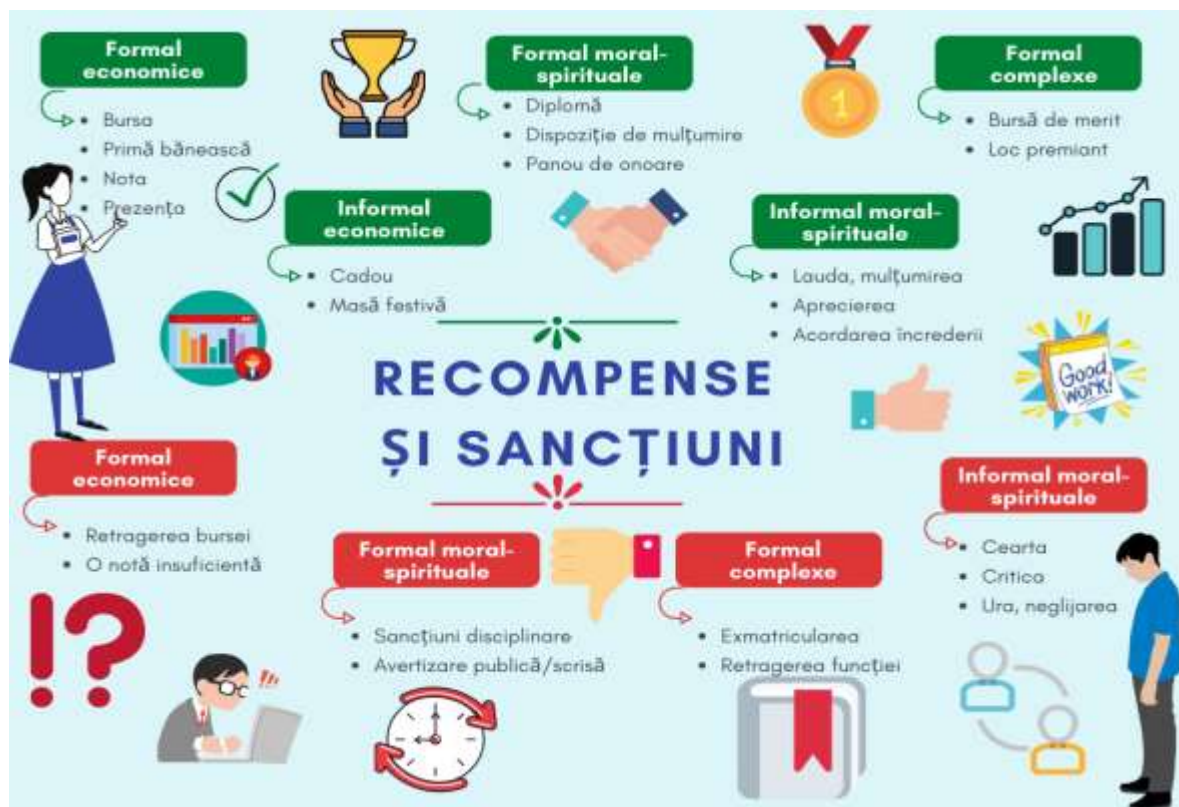 Formal
economice
• Bursa
• Primă bănească
• Nota
• Prezența
Formal moral-
spirituale
• Diplomă
• Dispoziție de mulțumire
• Panou de onoare
1
Formal
complexe
• Bursă de merit
• Loc premiant
Informal
economice
• Cadou
• Masă festivă
Informal moral-
spirituale
• Lauda, mulțumirea
• Aprecierea
• Acordarea încrederii
Good
work!
RECOMPENSE
ȘI SANCȚIUNI
Formal
economice
• Retragerea bursei
• O notă insuficientă
!?
Formal moral-
spirituale
• Sancțiuni disciplinare
• Avertizare publică/scrisă
Formal
complexe
• Exmatricularea
• Retragerea funcției
Informal moral-
spirituale
• Cearta
• Critica
• Ura, neglijarea
!!!